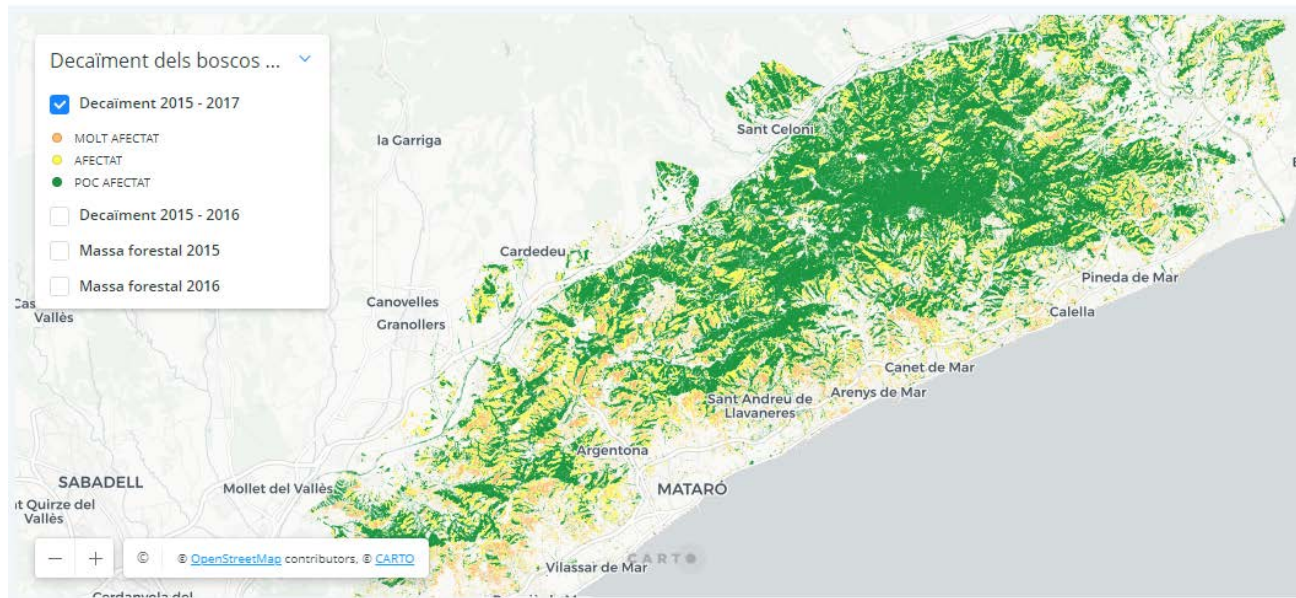 Decaïment dels boscos ...
Decaïment 2015 - 2017
MOLT AFECTAT
AFECTAT
POC AFECTAT
Decaïment 2015 - 2016
Massa forestal 2015
Massa forestal 2016
la Garriga
Sant Celoni
Cardedeu
Canovelles
Granollers
Vallès
Pineda de Mar
Calella
Canet de Mar
Arenys de Mar
Sant Andreu de
Llavaneres
Argentona
MATARÓ
SABADELL
Mollet del Vallès
t Quirze del
Vallès
Vilassar de Mar
CARTO
− +
© © OpenStreetMap contributors, © CARTO